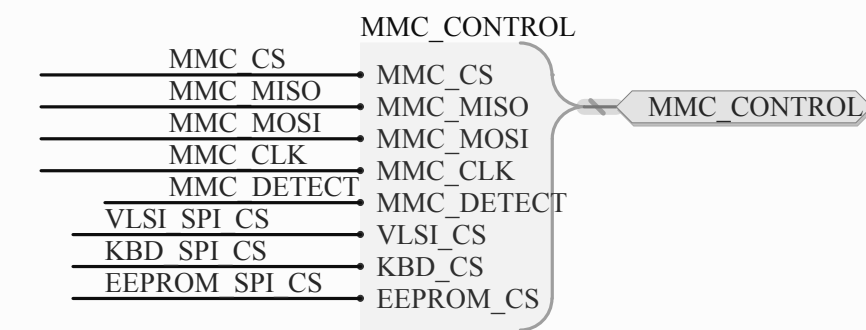 MMC_CONTROL
MMC_CS MMC_CS
MMC_MISO MMC_MISO MMC_CONTROL
MMC_MOSI MMC_MOSI
MMC_CLK MMC_CLK
MMC_DETECT MMC_DETECT
VLSI_SPI_CS VLSI_CS
KBD_SPI_CS KBD_CS
EEPROM_SPI_CS EEPROM_CS